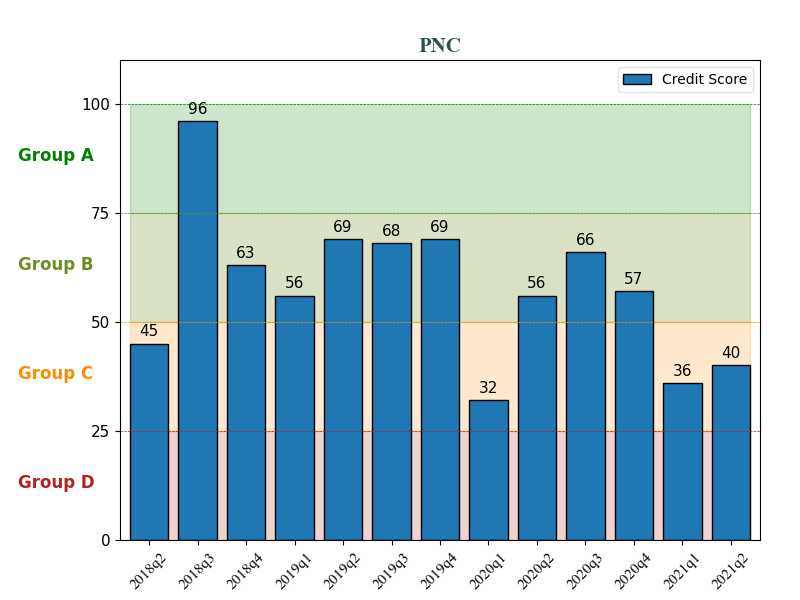 PNC
Credit Score
100
75
50
25
0
Group A
Group B
Group C
Group D
45
96
63
56
69
68
69
32
56
66
57
36
40
2018q2
2018q3
2018q4
2019q1
2019q2
2019q3
2019q4
2020q1
2020q2
2020q3
2020q4
2021q1
2021q2